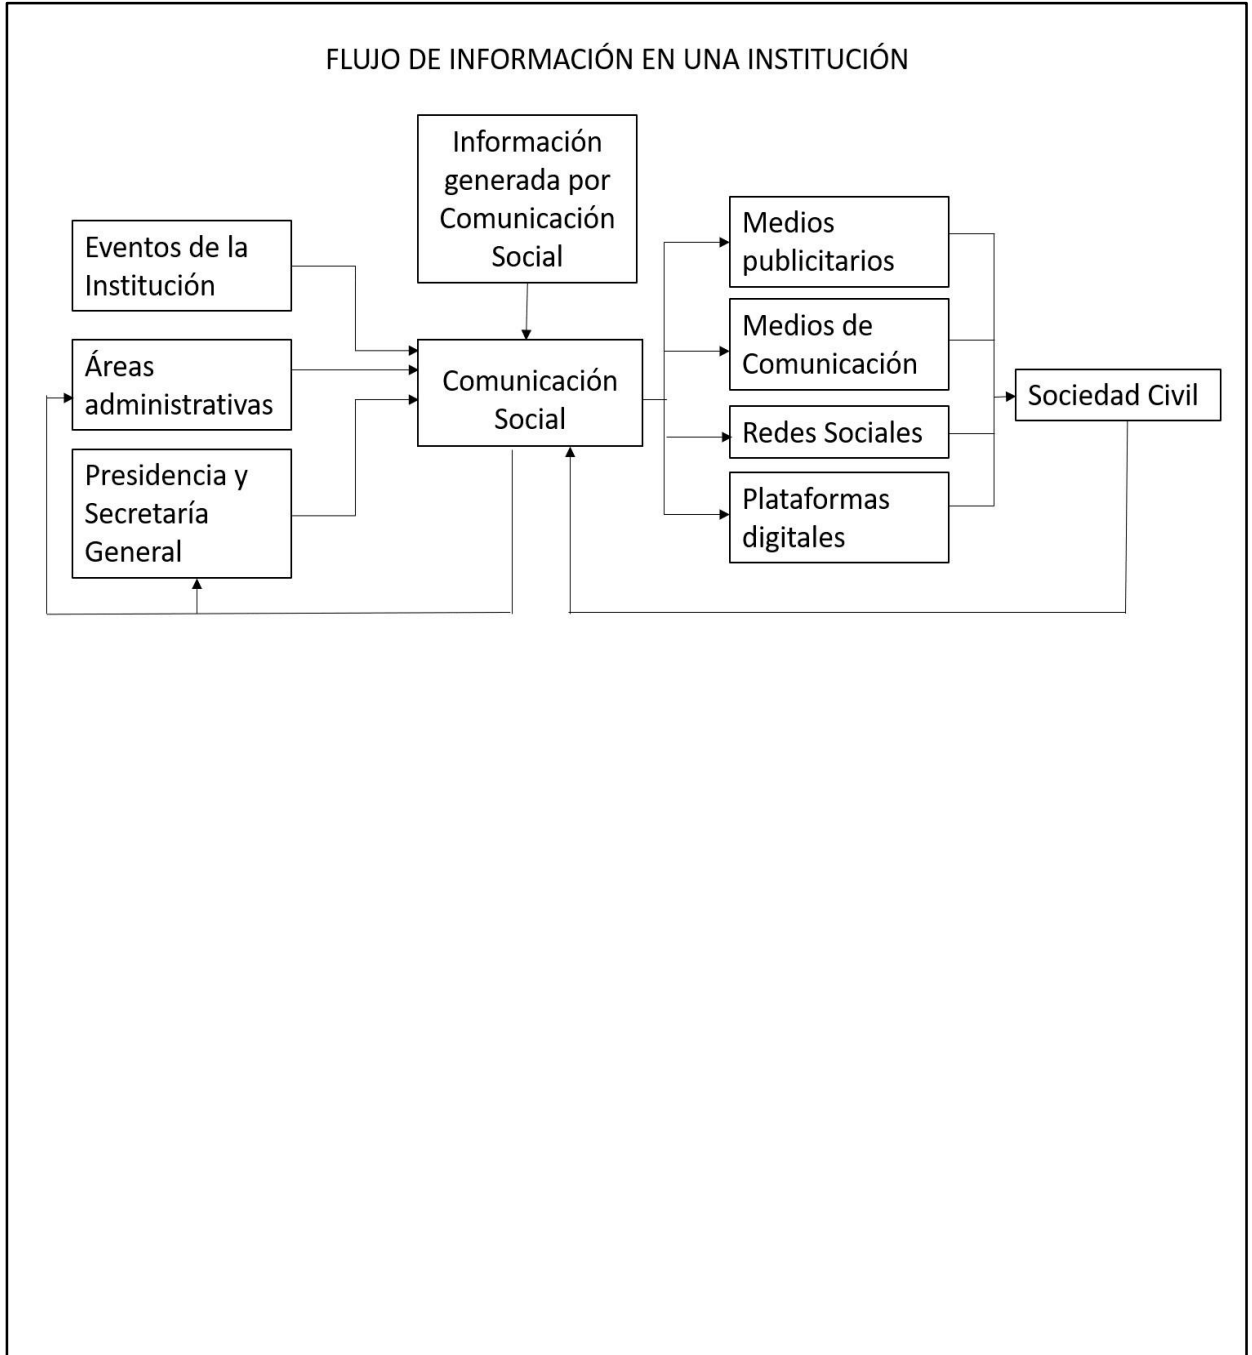 FLUJO DE INFORMACIÓN EN UNA INSTITUCIÓN
Información
generada por
Comunicación
Social
Eventos de la
Institución
Áreas
administrativas
Presidencia y
Secretaría
General
Comunicación
Social
Medios
publicitarios
Medios de
Comunicación
Redes Sociales
Plataformas
digitales
Sociedad Civil